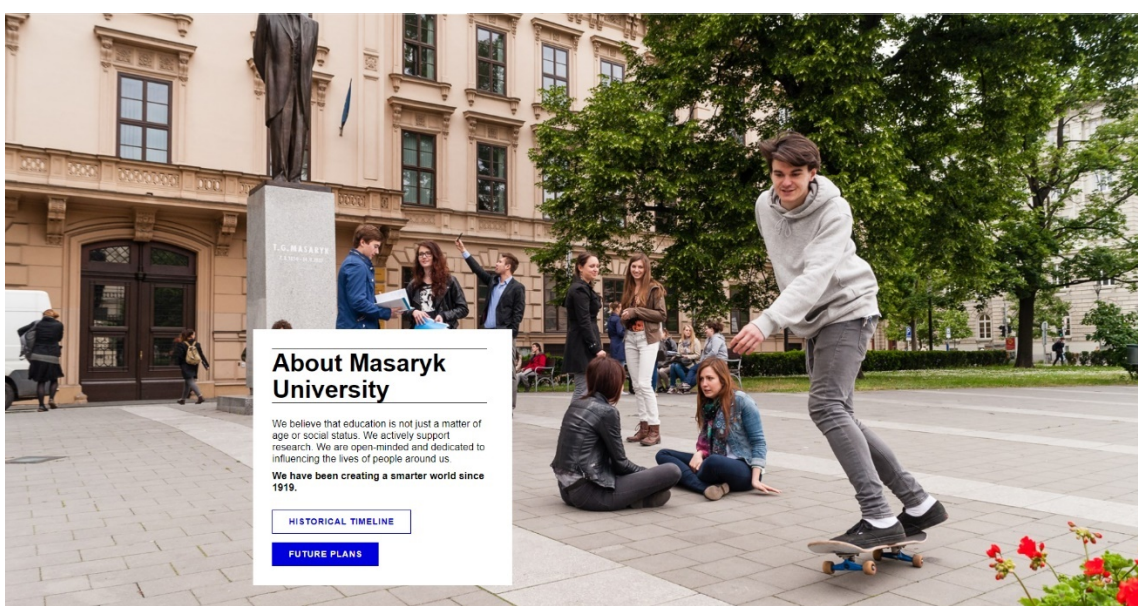 T.G.MASARYK
About Masaryk
University
We believe that education is not just a matter of
age or social status. We actively support
research. We are open-minded and dedicated to
influencing the lives of people around us.
We have been creating a smarter world since
1919.
HISTORICAL TIMELINE
FUTURE PLANS